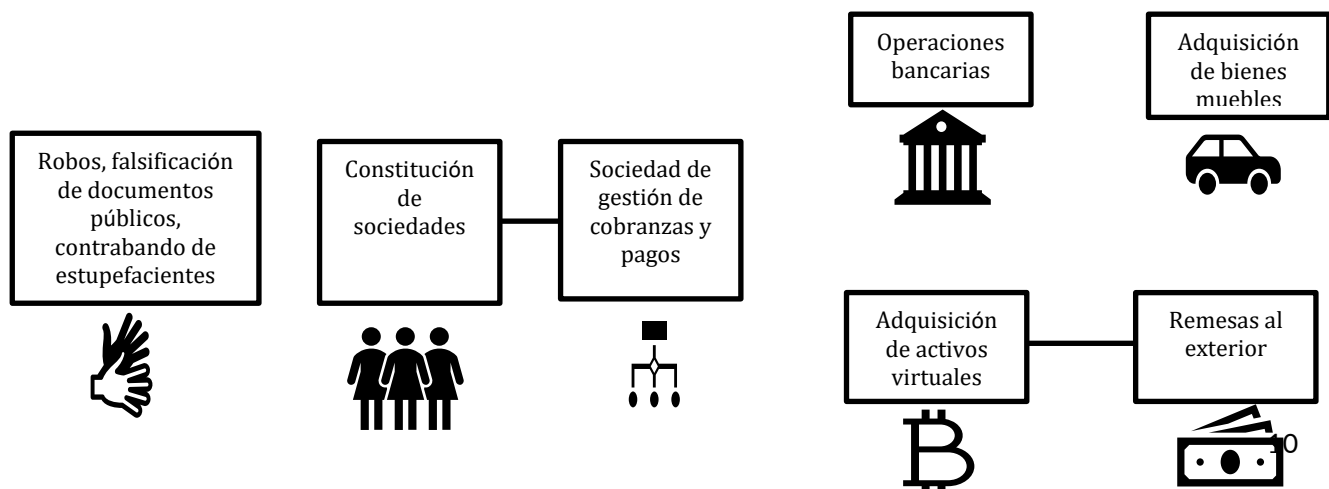 Operaciones
bancarias
Adquisición
de bienes
muebles
Robos, falsificación
de documentos
públicos,
contrabando de
estupefacientes
Constitución
de
sociedades
Sociedad de
gestión de
cobranzas y
pagos
Adquisición
de activos
virtuales
Remesas al
exterior
10